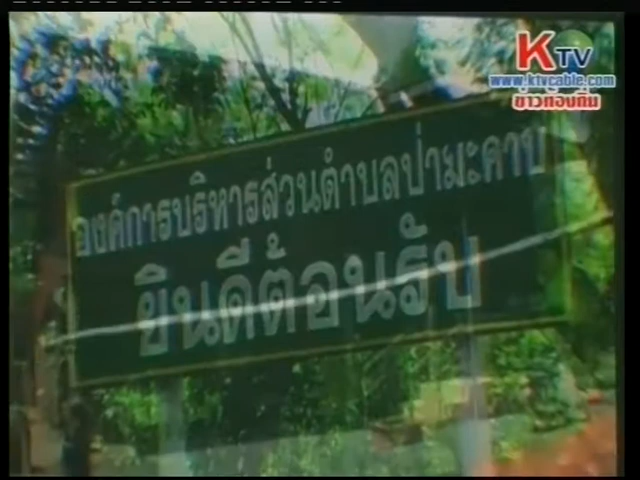 KTV
www.ktvcable.com
ข่าวท้องถิ่น
องค์การบริหารส่วนตำบลป่ามะคาบ
ยินดีต้อนรับ